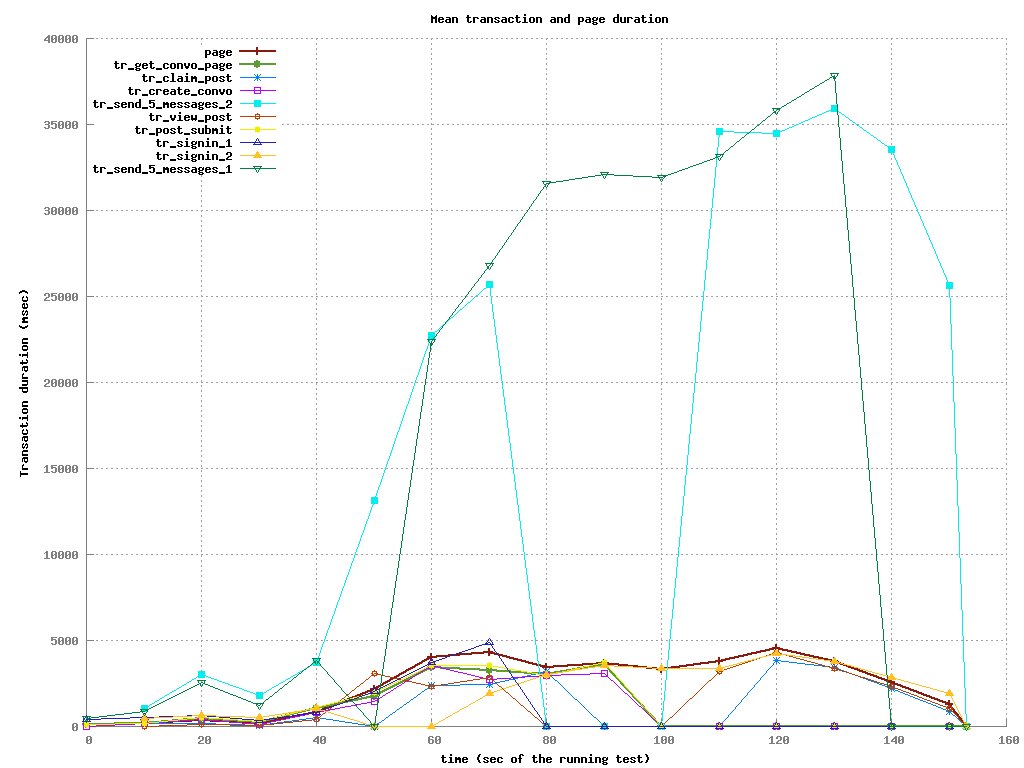 Mean transaction and page duration
40000
35000
30000
25000
20000
15000
10000
5000
0
Transaction duration (msec)
page
tr_get_convo_page
tr_claim_post
tr_create_convo
tr_send_5_messages_2
tr_view_post
tr_post_submit
tr_signin_1
tr_signin_2
tr_send_5_messages_1
0 20 40 60 80 100 120 140 160
time (sec of the running test)